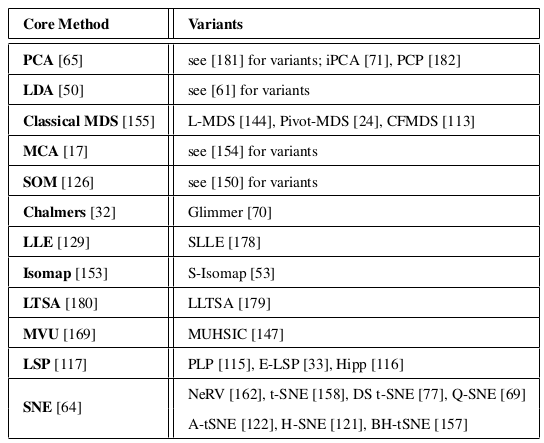 Core Method Variants
PCA [65] see [181] for variants; iPCA [71], PCP [182]
LDA [50] see [61] for variants
Classical MDS [155] L-MDS [144], Pivot-MDS [24], CFMDS [113]
MCA [17] see [154] for variants
SOM [126] see [150] for variants
Chalmers [32] Glimmer [70]
LLE [129] SLLE [178]
Isomap [153] S-Isomap [53]
LTSA [180] LLTSA [179]
MVU [169] MUHSIC [147]
LSP [117] PLP [115], E-LSP [33], Hipp [116]
SNE [64] NeRV [162], t-SNE [158], DS t-SNE [77], Q-SNE [69]
A-tSNE [122], H-SNE [121], BH-tSNE [157]